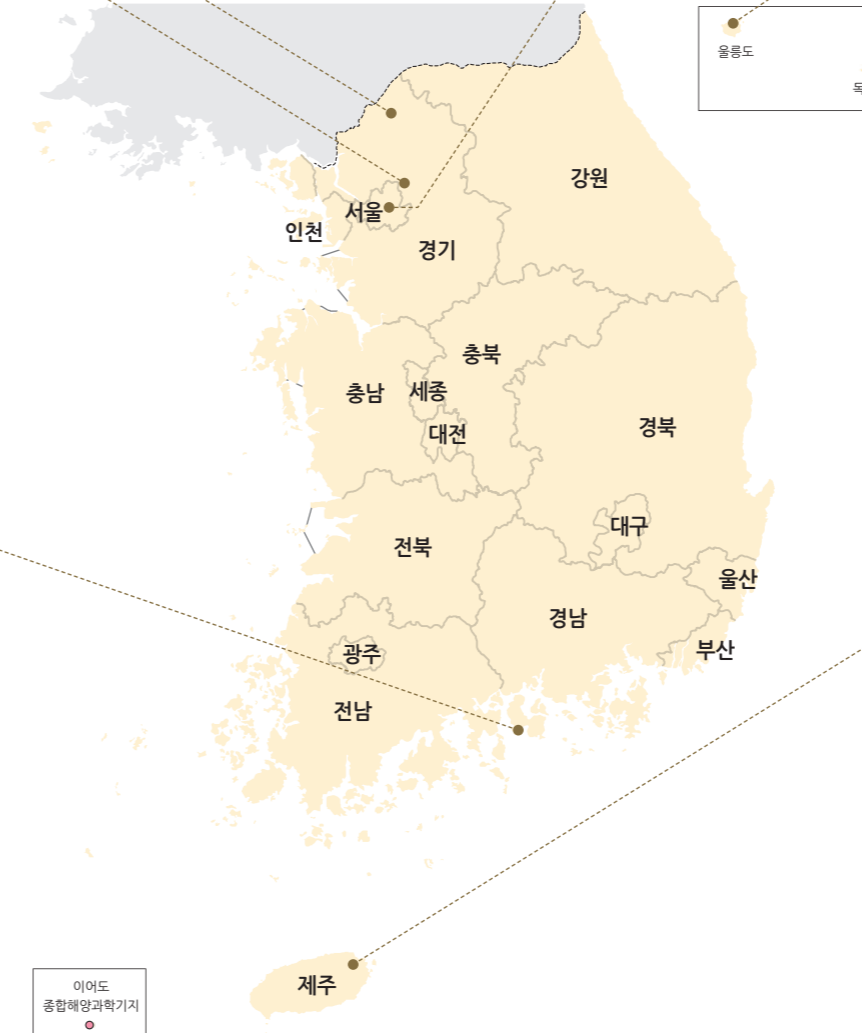 울릉도
독
강원
서울
인천
경기
충북
충남
세종
경북
대전
대구
전북
울산
경남
부산
광주
전남
제주
이어도
종합해양과학기지